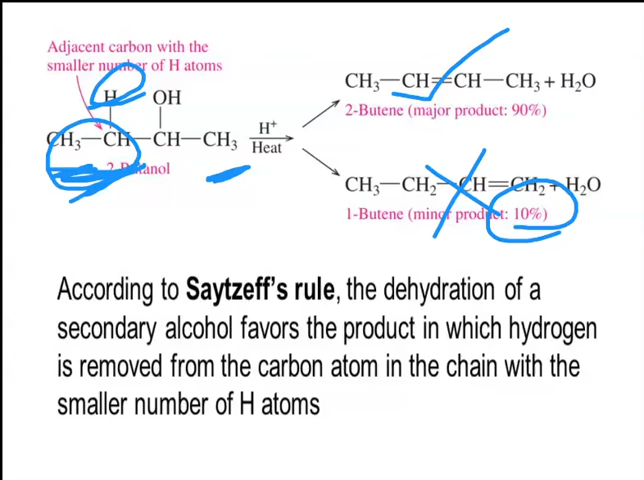 Adjacent carbon with the
smaller number of H atoms
H OH
CH3—CH—CH—CH3
H+
Heat
2-Butanol
CH3—CH=CH—CH3 + H2O
2-Butene (major product: 90%)
CH3—CH2—CH=CH2 + H2O
1-Butene (minor product: 10%)
According to Saytzeff's rule, the dehydration of a
secondary alcohol favors the product in which hydrogen
is removed from the carbon atom in the chain with the
smaller number of H atoms